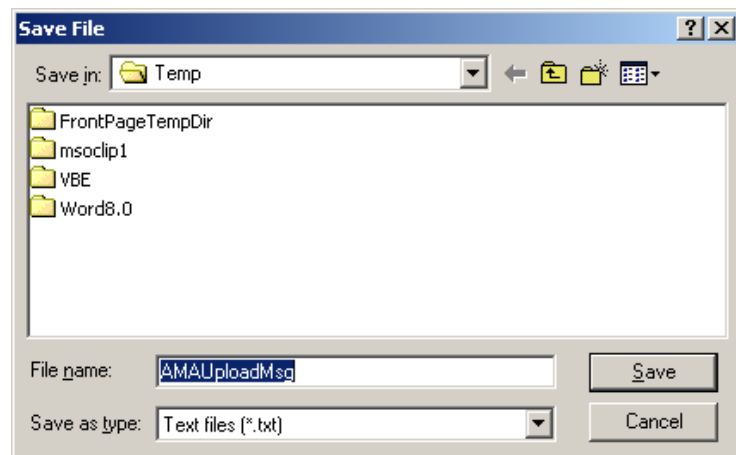 Save File
Save in: Temp
FrontPageTempDir
msoclip1
VBE
Word8.0
File name: AMAUploadMsg Save
Save as type: Text files (*.txt) Cancel